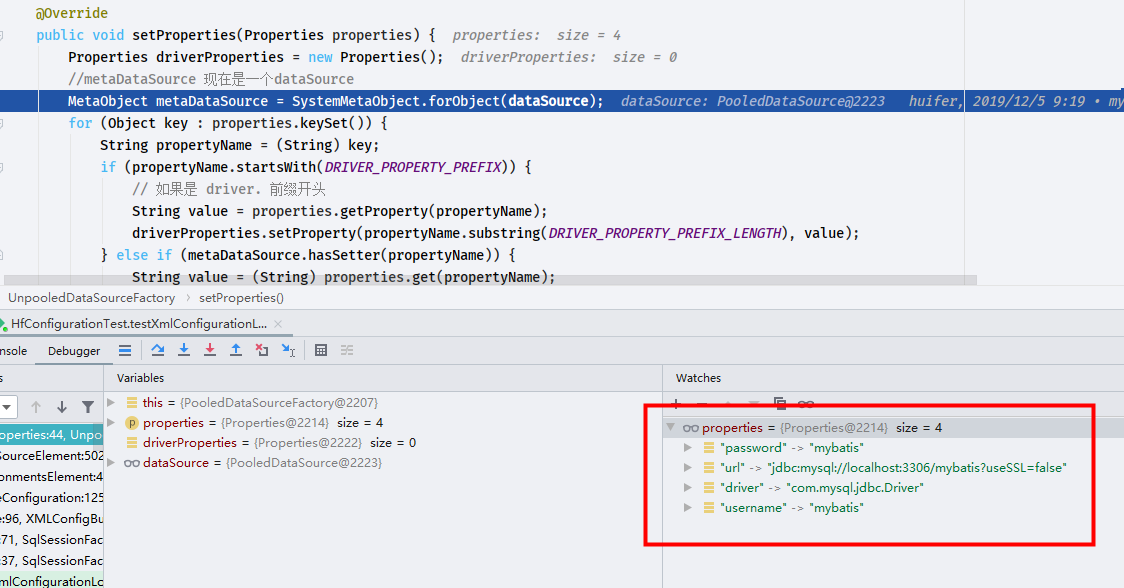 @Override
public void setProperties(Properties properties) {  properties:  size = 4
Properties driverProperties = new Properties();  driverProperties:  size = 0
//metaDataSource 现在是一个dataSource
MetaObject metaDataSource = SystemMetaObject.forObject(dataSource);  dataSource: PooledDataSource@2223   huifer, 2019/12/5 9:19 • my
for (Object key : properties.keySet()) {
String propertyName = (String) key;
if (propertyName.startsWith(DRIVER_PROPERTY_PREFIX)) {
// 如果是 driver. 前缀开头
String value = properties.getProperty(propertyName);
driverProperties.setProperty(propertyName.substring(DRIVER_PROPERTY_PREFIX_LENGTH), value);
} else if (metaDataSource.hasSetter(propertyName)) {
String value = (String) properties.get(propertyName);
UnpooledDataSourceFactory › setProperties()
HfConfigurationTest.testXmlConfigurationL... ×
nsole Debugger
s Variables Watches
this = {PooledDataSourceFactory@2207}
properties = {Properties@2214}  size = 4
driverProperties = {Properties@2222}  size = 0
dataSource = {PooledDataSource@2223}
properties = {Properties@2214}  size = 4
"password" -> "mybatis"
"url" -> "jdbc:mysql://localhost:3306/mybatis?useSSL=false"
"driver" -> "com.mysql.jdbc.Driver"
"username" -> "mybatis"
operties:44, Unpo
SourceElement:502
onmentsElement:4
eConfiguration:125
e:96, XMLConfigBu
:71, SqlSessionFac
:37, SqlSessionFac
mlConfigurationLo